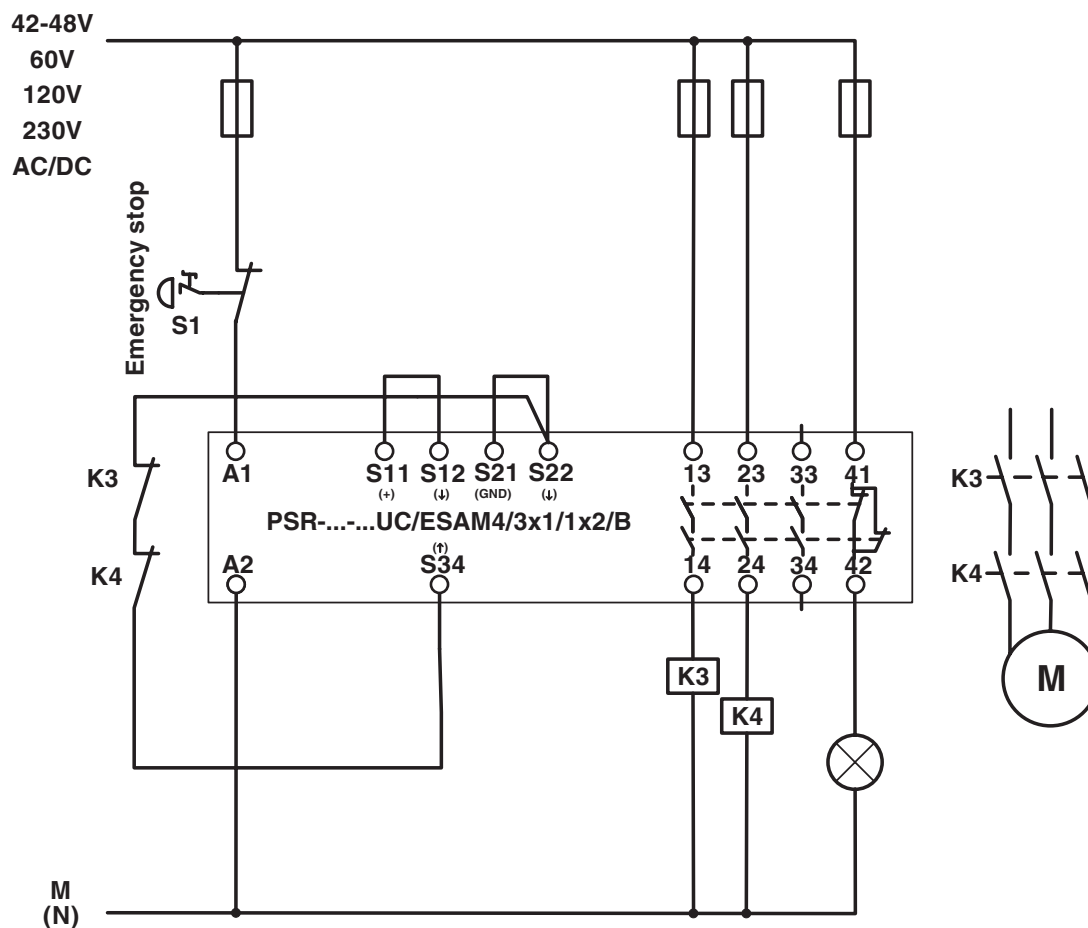 42-48V
60V
120V
230V
AC/DC
Emergency stop
S1
K3
K4
A1
S11
(+)
S12
(↓)
S21
(GND)
S22
(↓)
13
23
33
41
PSR-...-...UC/ESAM4/3x1/1x2/B
A2
(↑)
S34
14
24
34
42
K3
K4
K3
K4
M
M
(N)